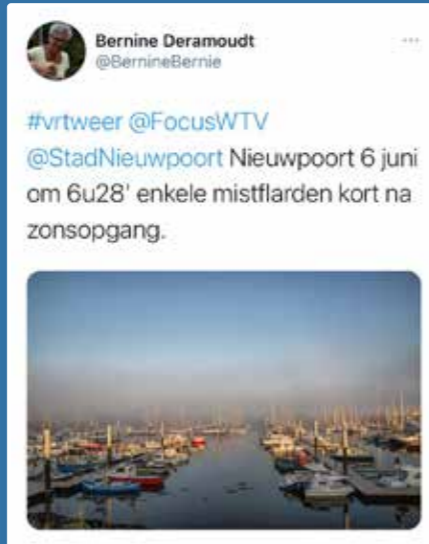 Bernine Deramoudt
@BernineBernie
#vrtweer @FocusWTV
@StadNieuwpoort Nieuwpoort 6 juni
om 6u28' enkele mistflarden kort na
zonsopgang.